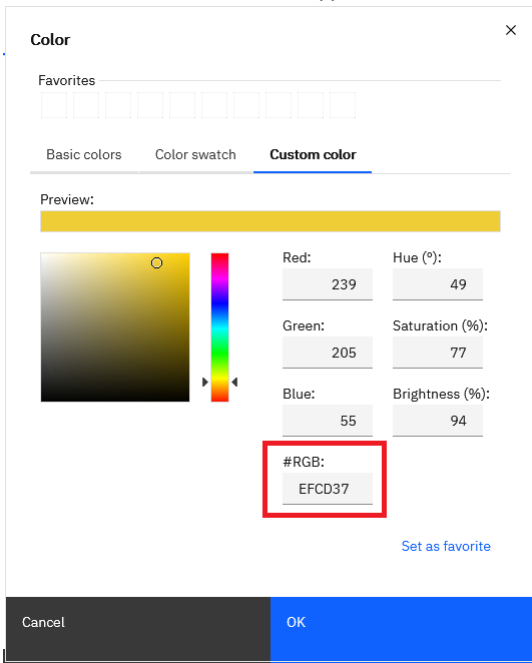 Color
Favorites
Basic colors Color swatch Custom color
Preview:
Red: Hue (º):
239 49
Green: Saturation (%):
205 77
Blue: Brightness (%):
55 94
#RGB:
EFCD37
Set as favorite
Cancel OK